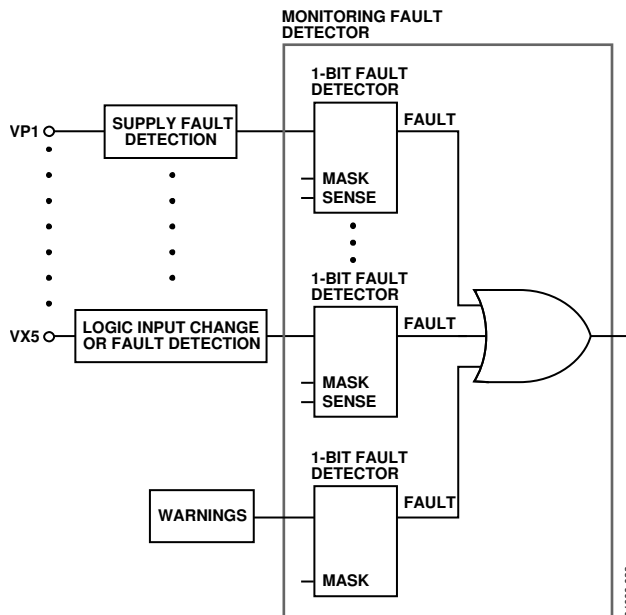 MONITORING FAULT
DETECTOR
1-BIT FAULT
DETECTOR
VP1
SUPPLY FAULT
DETECTION
FAULT
MASK
SENSE
1-BIT FAULT
DETECTOR
VX5
LOGIC INPUT CHANGE
OR FAULT DETECTION
FAULT
MASK
SENSE
1-BIT FAULT
DETECTOR
WARNINGS
FAULT
MASK